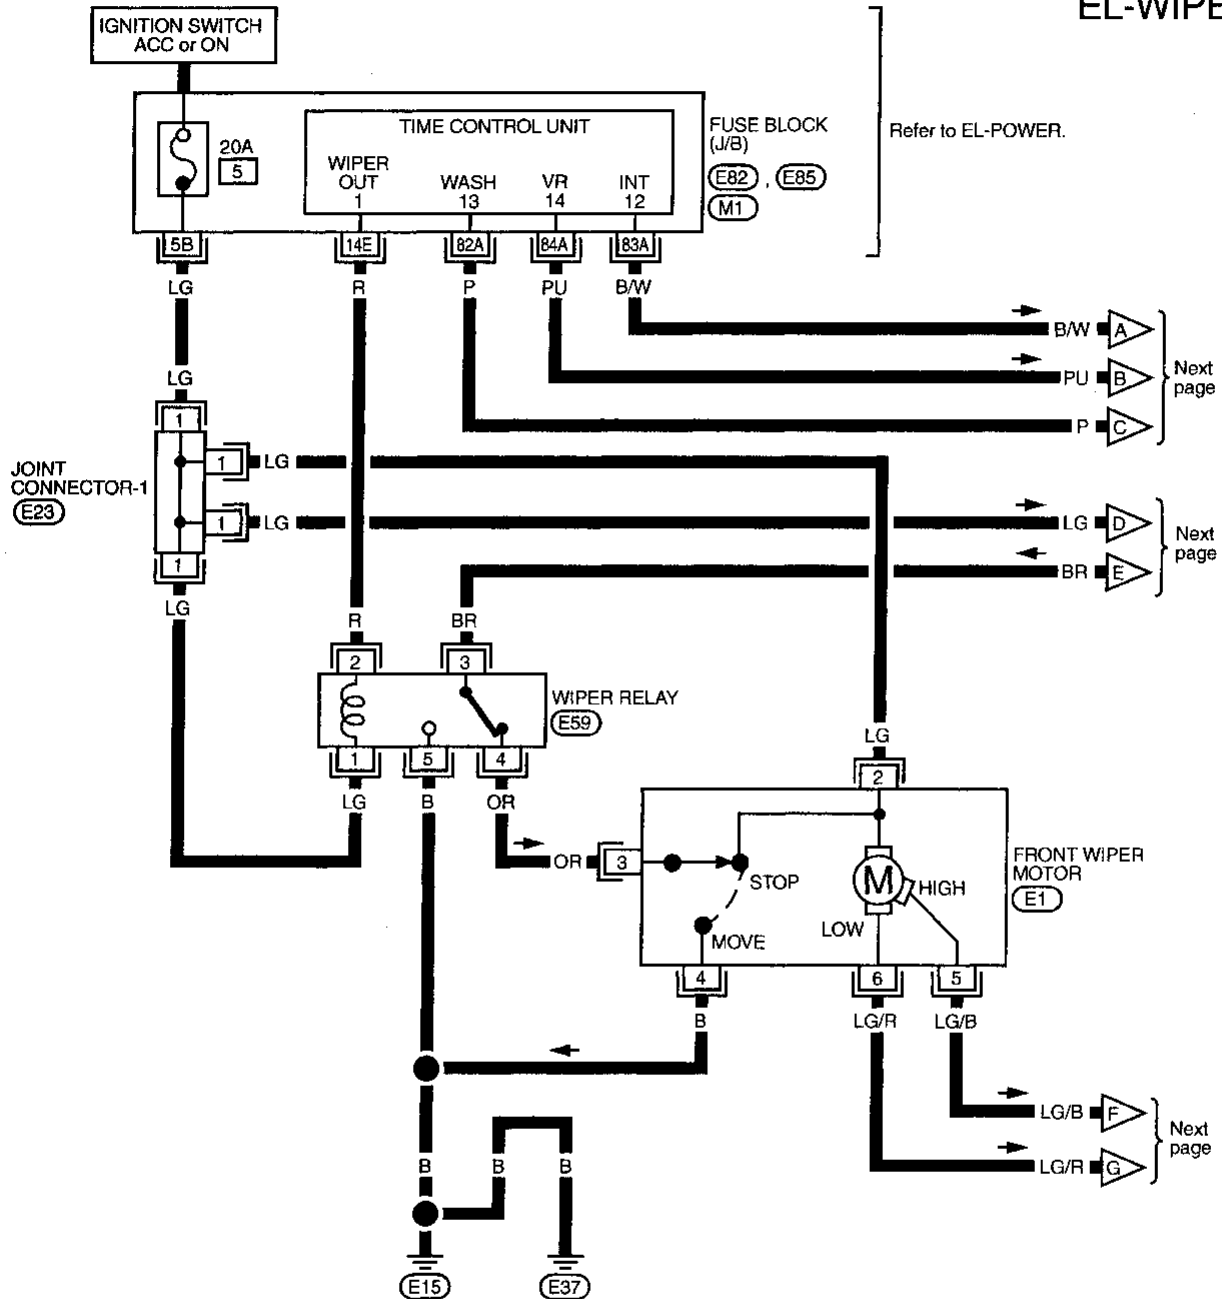 EL-WIPE
IGNITION SWITCH
ACC or ON
20A
5
TIME CONTROL UNIT
WIPER
OUT
1
WASH
13
VR
14
INT
12
FUSE BLOCK
(J/B)
E82 , E85
M1
Refer to EL-POWER.
5B
14E
82A
84A
83A
LG
R
P
PU
B/W
B/W
A
PU
B
P
C
Next
page
LG
1
JOINT
CONNECTOR-1
E23
1
LG
1
LG
1
LG
LG
D
BR
E
Next
page
R
BR
2
3
WIPER RELAY
E59
1
5
4
LG
B
OR
OR
3
LG
2
STOP
MOVE
M
HIGH
LOW
FRONT WIPER
MOTOR
E1
4
6
5
B
LG/R
LG/B
LG/B
F
LG/R
G
Next
page
B
B
B
E15
E37